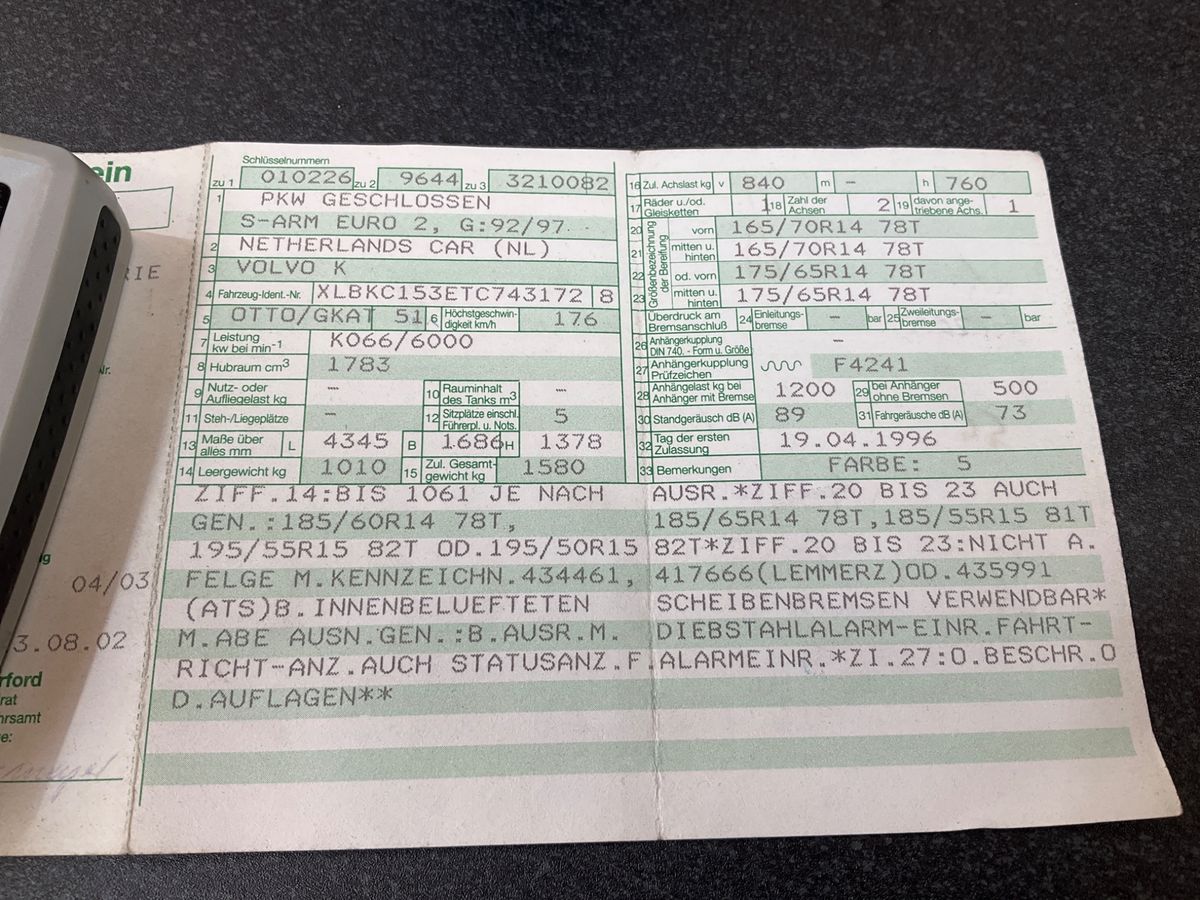 ein
RIE
Nr.
ng
04/03
3.08.02
rford
rat
hrsamt
e:
Schlüsselnummern
zu 1 010226 zu 2 9644 zu 3 3210082
1 PKW GESCHLOSSEN
S-ARM EURO 2, G:92/97
2 NETHERLANDS CAR (NL)
3 VOLVO K
4 Fahrzeug-Ident.-Nr. XLBKC153ETC743172 8
5 OTTO/GKAT 51 6 Höchstgeschwindigkeit km/h 176
7 Leistung kw bei min-1 K066/6000
8 Hubraum cm3 1783
9 Nutz- oder Aufliegelast kg -- 10 Rauminhalt des Tanks m3 --
11 Steh-/Liegeplätze - 12 Sitzplätze einschl. Führerpl. u. Nots. 5
13 Maße über alles mm L 4345 B 1686 H 1378
14 Leergewicht kg 1010 15 Zul. Gesamtgewicht kg 1580
16 Zul. Achslast kg v 840 m - h 760
17 Räder u./od. Gleisketten 1 18 Zahl der Achsen 2 19 davon angetriebene Achs. 1
Größenbezeichnung der Bereifung
20 vorn 165/70R14 78T
21 mitten u. hinten 165/70R14 78T
22 od. vorn 175/65R14 78T
23 mitten u. hinten 175/65R14 78T
Überdruck am Bremsanschluß 24 Einleitungsbremse - bar 25 Zweileitungsbremse - bar
26 Anhängerkupplung DIN 740. - Form u. Größe --
27 Anhängerkupplung Prüfzeichen F4241
28 Anhängelast kg bei Anhänger mit Bremse 1200 29 bei Anhänger ohne Bremsen 500
30 Standgeräusch dB (A) 89 31 Fahrgeräusche dB (A) 73
32 Tag der ersten Zulassung 19.04.1996
33 Bemerkungen FARBE: 5
ZIFF.14:BIS 1061 JE NACH AUSR.*ZIFF.20 BIS 23 AUCH
GEN.:185/60R14 78T, 185/65R14 78T,185/55R15 81T
195/55R15 82T OD.195/50R15 82T*ZIFF.20 BIS 23:NICHT A.
FELGE M.KENNZEICHN.434461, 417666(LEMMERZ)OD.435991
(ATS)B.INNENBELUEFTETEN SCHEIBENBREMSEN VERWENDBAR*
M.ABE AUSN.GEN.:B.AUSR.M. DIEBSTAHLALARM-EINR.FAHRT-
RICHT-ANZ.AUCH STATUSANZ.F.ALARMEINR.*ZI.27:O.BESCHR.O
D.AUFLAGEN**